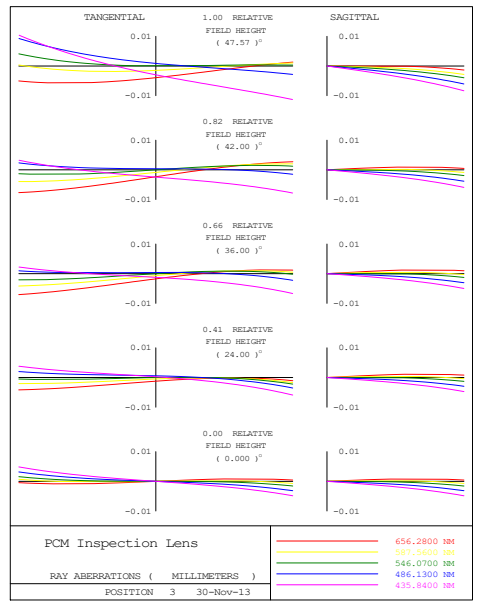 TANGENTIAL 1.00 RELATIVE SAGITTAL
FIELD HEIGHT
( 47.57 )°
0.01 0.01
-0.01 -0.01
0.82 RELATIVE
FIELD HEIGHT
( 42.00 )°
0.01 0.01
-0.01 -0.01
0.66 RELATIVE
FIELD HEIGHT
( 36.00 )°
0.01 0.01
-0.01 -0.01
0.41 RELATIVE
FIELD HEIGHT
( 24.00 )°
0.01 0.01
-0.01 -0.01
0.00 RELATIVE
FIELD HEIGHT
( 0.000 )°
0.01 0.01
-0.01 -0.01
PCM Inspection Lens
RAY ABERRATIONS ( MILLIMETERS )
POSITION 3 30-Nov-13
656.2800 NM
NM
546.0700 NM
486.1300 NM
435.8400 NM